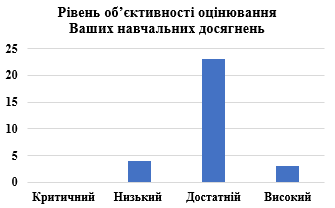 Рівень об’єктивності оцінювання
Ваших навчальних досягнень
25
20
15
10
5
0
Критичний Низький Достатній Високий